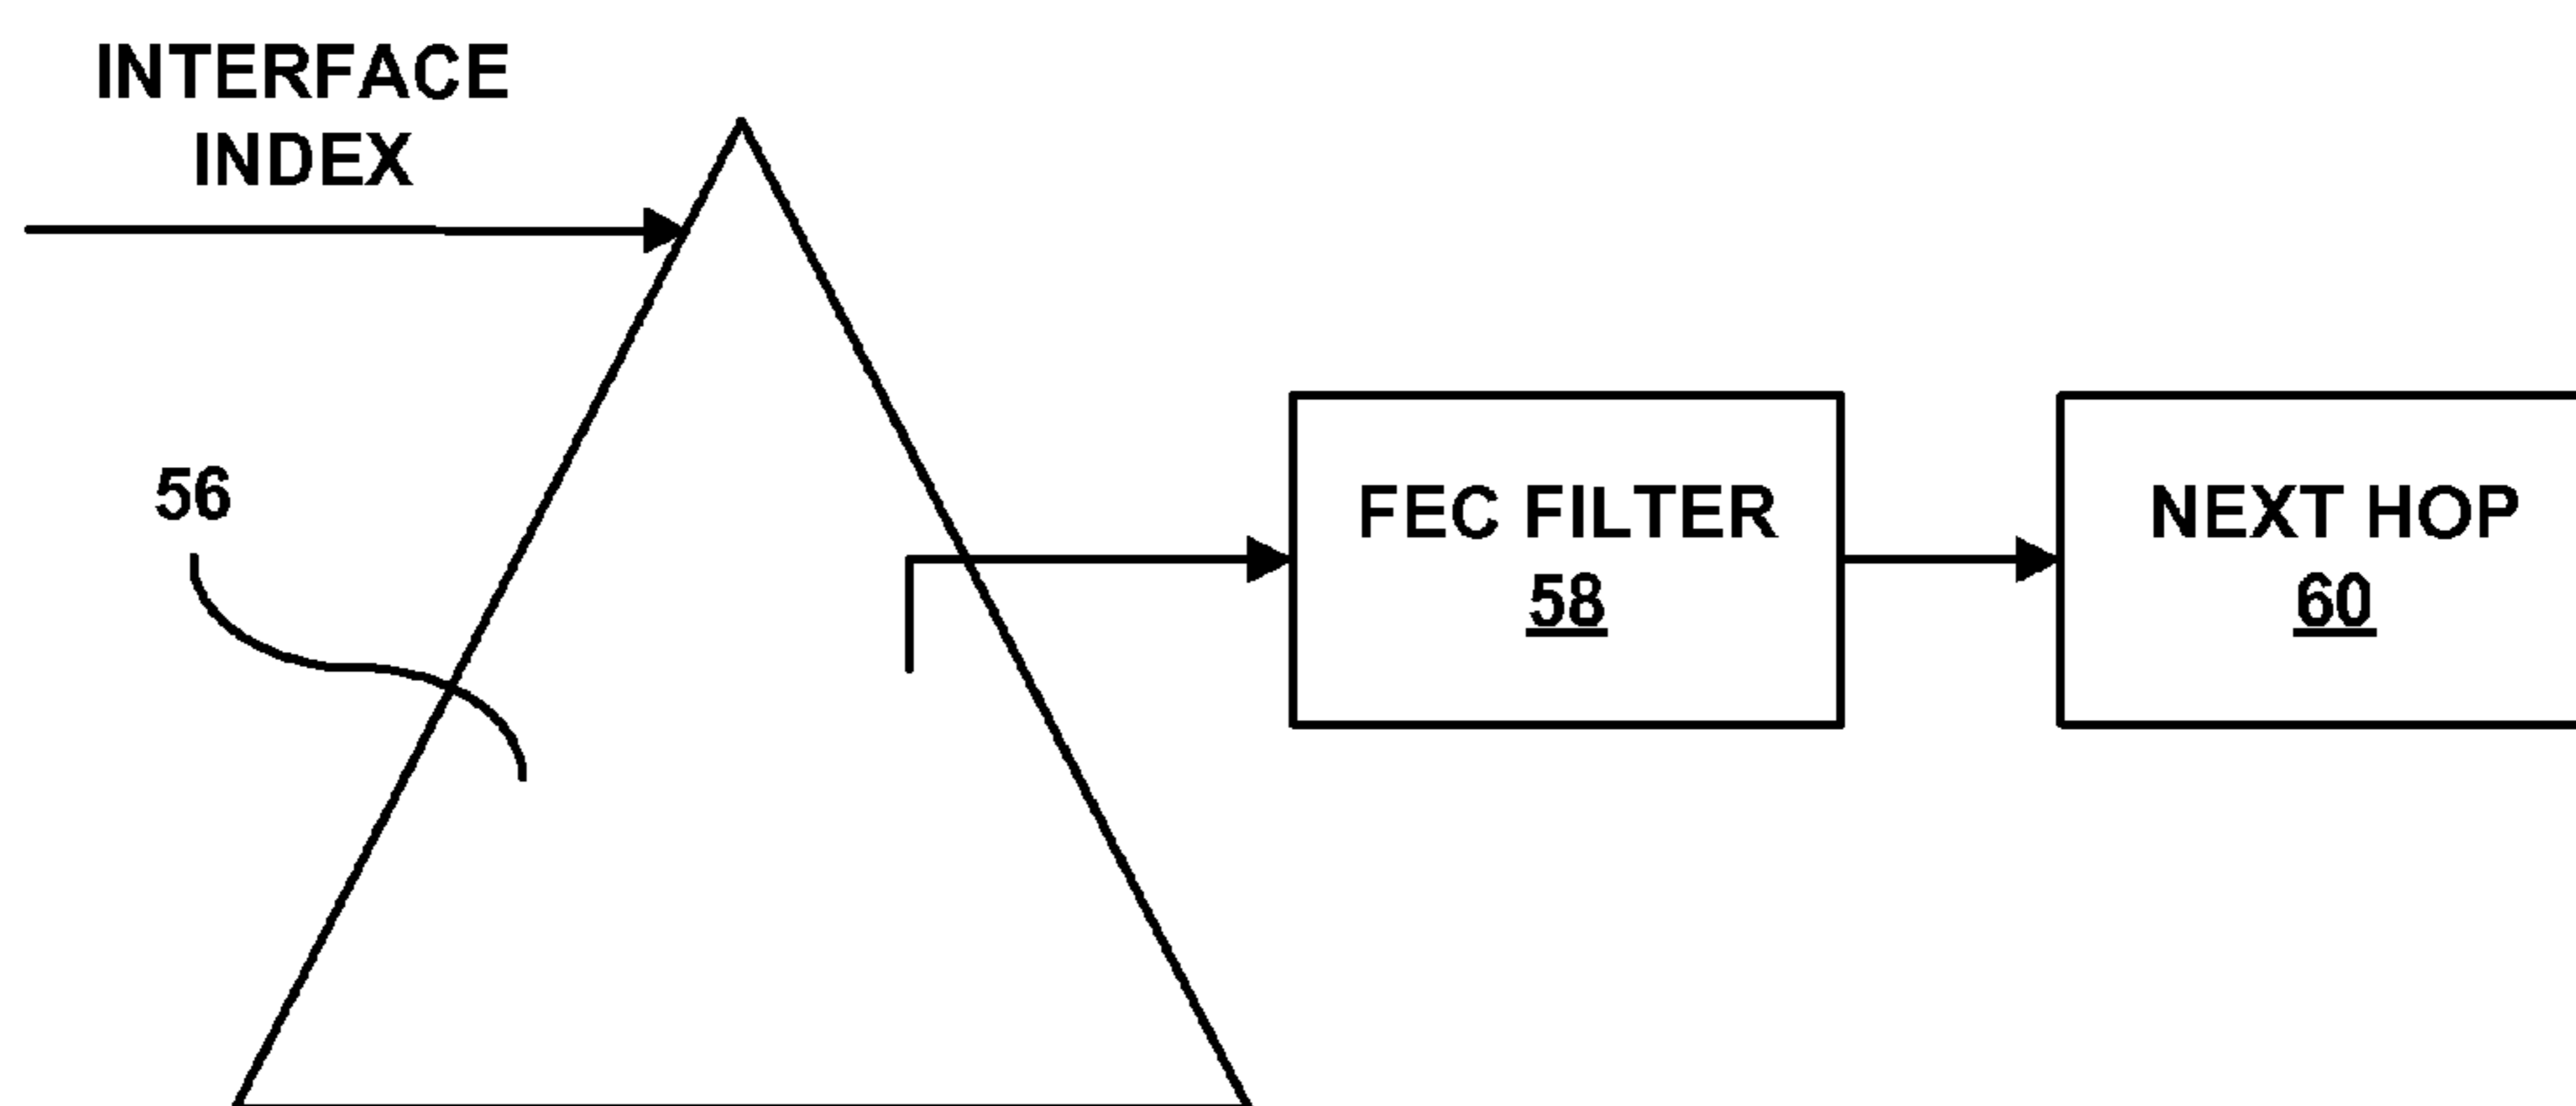 INTERFACE
INDEX
56
FEC FILTER
58
NEXT HOP
60